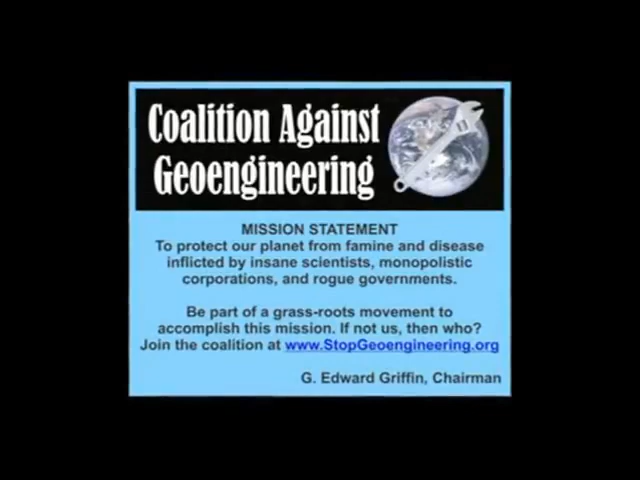 Coalition Against
Geoengineering
MISSION STATEMENT
To protect our planet from famine and disease
inflicted by insane scientists, monopolistic
corporations, and rogue governments.
Be part of a grass-roots movement to
accomplish this mission. If not us, then who?
Join the coalition at www.StopGeoengineering.org
G. Edward Griffin, Chairman